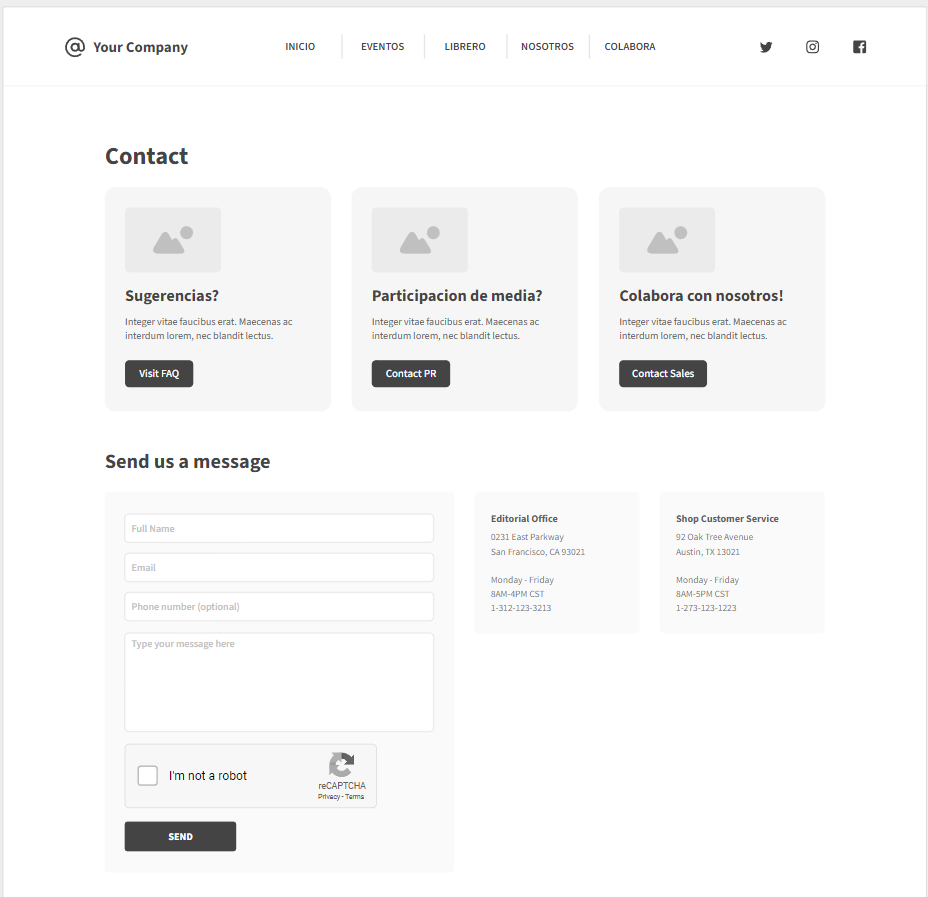 @ Your Company
INICIO
EVENTOS
LIBRERO
NOSOTROS
COLABORA
Contact
Sugerencias?
Integer vitae faucibus erat. Maecenas ac
interdum lorem, nec blandit lectus.
Visit FAQ
Participacion de media?
Integer vitae faucibus erat. Maecenas ac
interdum lorem, nec blandit lectus.
Contact PR
Colabora con nosotros!
Integer vitae faucibus erat. Maecenas ac
interdum lorem, nec blandit lectus.
Contact Sales
Send us a message
Full Name
Email
Phone number (optional)
Type your message here
I'm not a robot
reCAPTCHA
Privacy - Terms
SEND
Editorial Office
0231 East Parkway
San Francisco, CA 93021
Monday - Friday
8AM-4PM CST
1-312-123-3213
Shop Customer Service
92 Oak Tree Avenue
Austin, TX 13021
Monday - Friday
8AM-5PM CST
1-273-123-1223